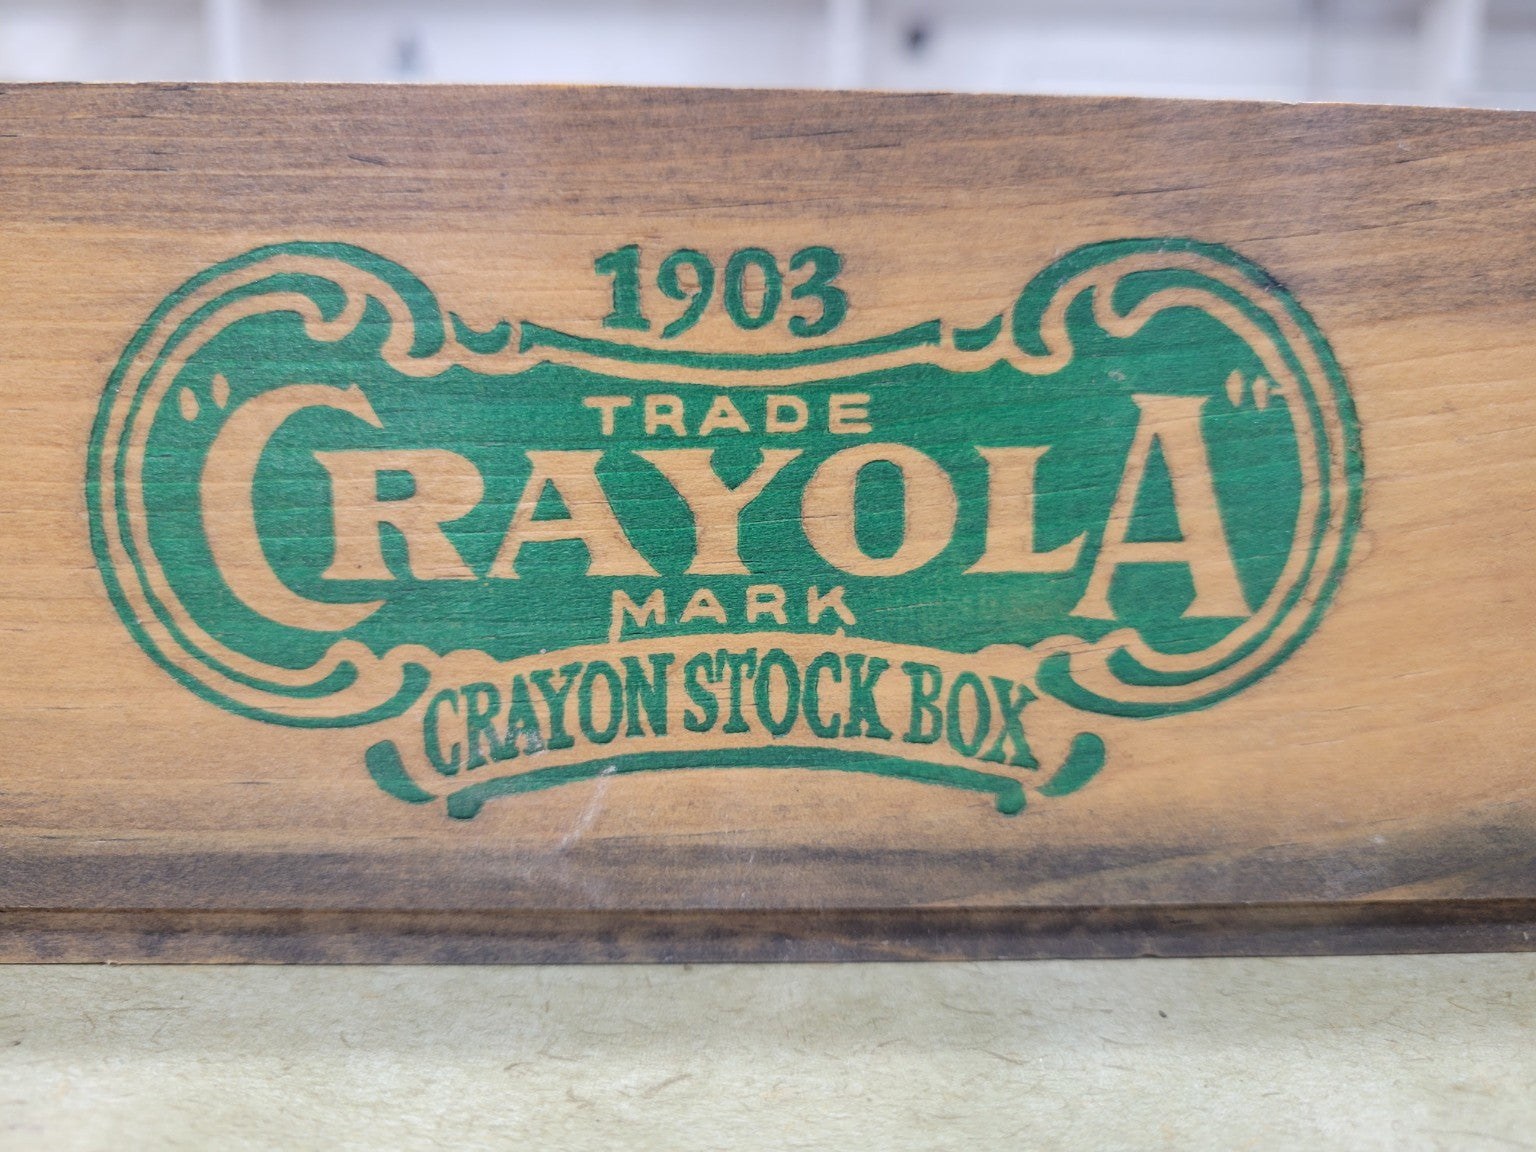 1903
TRADE
"CRAYOLA"
MARK
CRAYON STOCK BOX